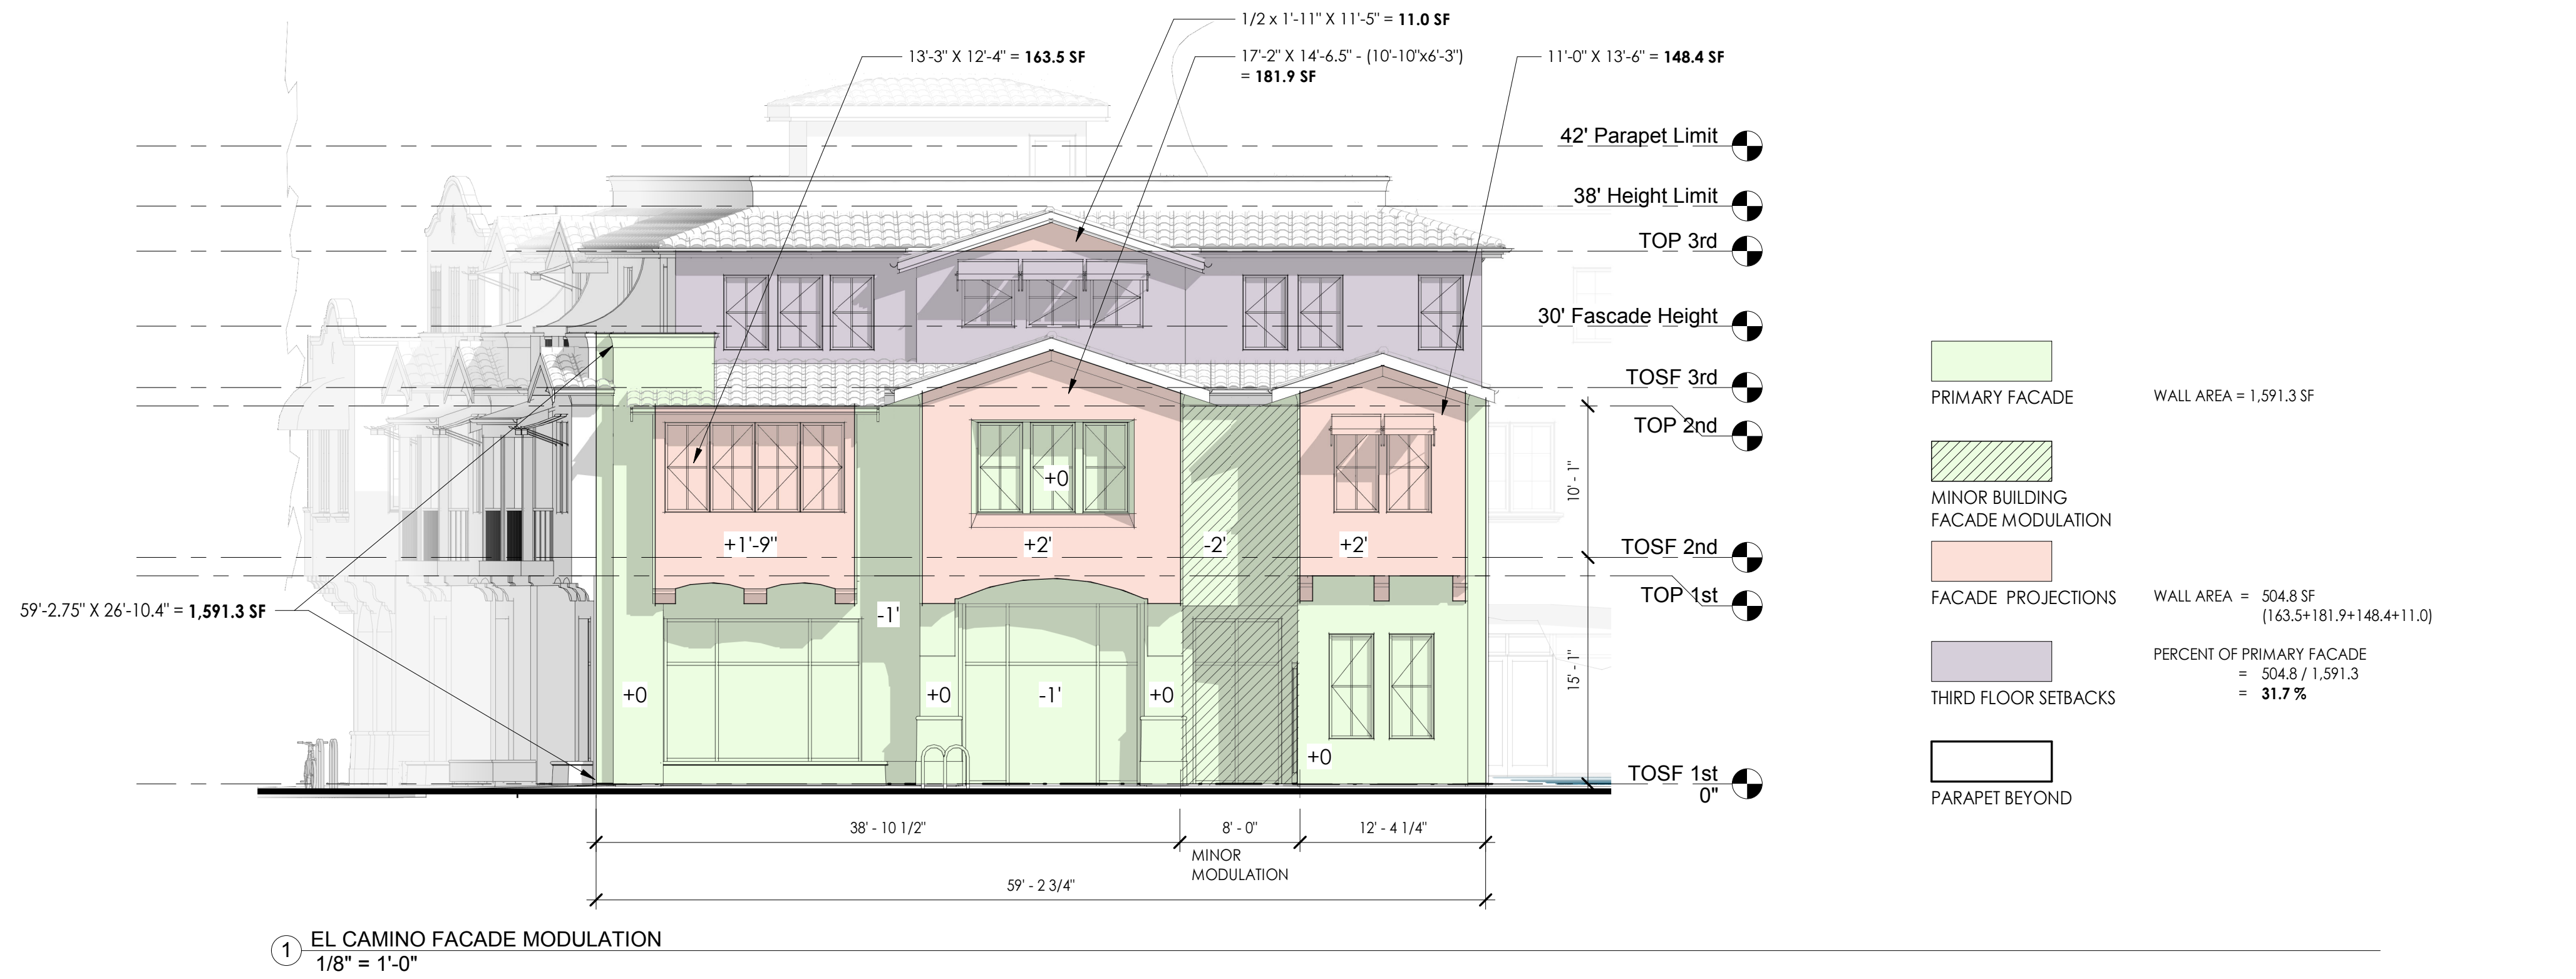 1/2 x 1'-11" X 11'-5" = 11.0 SF
13'-3" X 12'-4" = 163.5 SF
17'-2" X 14'-6.5" - (10'-10"x6'-3")
= 181.9 SF
11'-0" X 13'-6" = 148.4 SF
42' Parapet Limit
38' Height Limit
TOP 3rd
30' Fascade Height
TOSF 3rd
TOP 2nd
TOSF 2nd
TOP 1st
TOSF 1st
0"
10' - 1"
15' - 1"
59'-2.75" X 26'-10.4" = 1,591.3 SF
+0
+1'-9"
+2'
-2'
+2'
-1'
+0
+0
-1'
+0
+0
38' - 10 1/2"
8' - 0"
12' - 4 1/4"
MINOR
MODULATION
59' - 2 3/4"
PRIMARY FACADE
WALL AREA = 1,591.3 SF
MINOR BUILDING
FACADE MODULATION
FACADE PROJECTIONS
WALL AREA = 504.8 SF
(163.5+181.9+148.4+11.0)
THIRD FLOOR SETBACKS
PERCENT OF PRIMARY FACADE
= 504.8 / 1,591.3
= 31.7 %
PARAPET BEYOND
1
EL CAMINO FACADE MODULATION
1/8" = 1'-0"